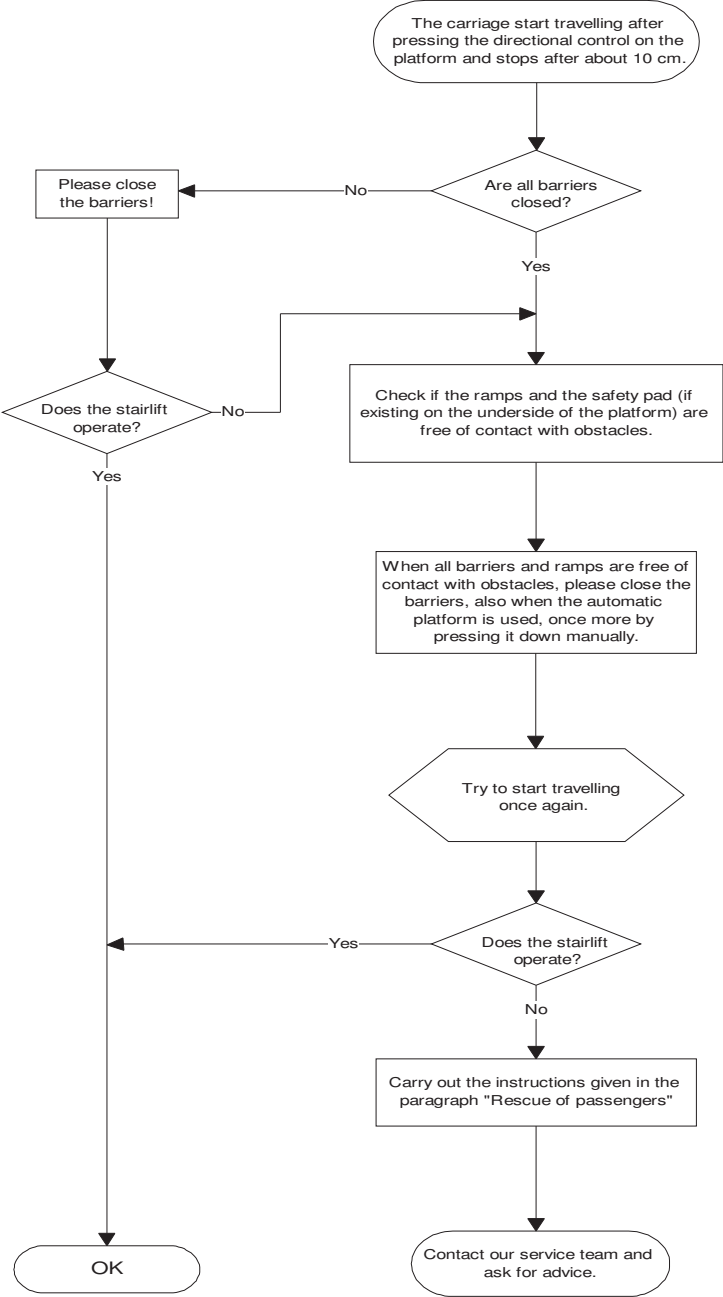 The carriage start travelling after
pressing the directional control on the
platform and stops after about 10 cm.
Are all barriers
closed?
No
Please close
the barriers!
Yes
Does the stairlift
operate?
No
Yes
Check if the ramps and the safety pad (if
existing on the underside of the platform) are
free of contact with obstacles.
When all barriers and ramps are free of
contact with obstacles, please close the
barriers, also when the automatic
platform is used, once more by
pressing it down manually.
Try to start travelling
once again.
Does the stairlift
operate?
Yes
No
Carry out the instructions given in the
paragraph "Rescue of passengers"
Contact our service team and
ask for advice.
OK